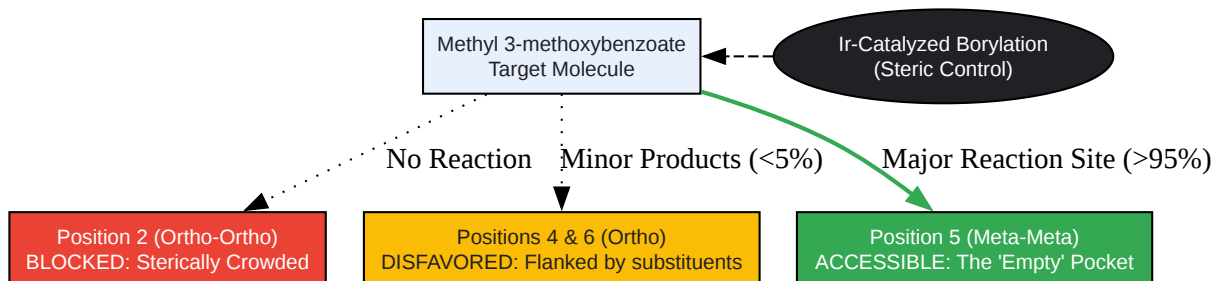 Methyl 3-methoxybenzoate
Target Molecule
Ir-Catalyzed Borylation
(Steric Control)
No Reaction
Minor Products (<5%)
Major Reaction Site (>95%)
Position 2 (Ortho-Ortho)
BLOCKED: Sterically Crowded
Positions 4 & 6 (Ortho)
DISFAVORED: Flanked by substituents
Position 5 (Meta-Meta)
ACCESSIBLE: The 'Empty' Pocket